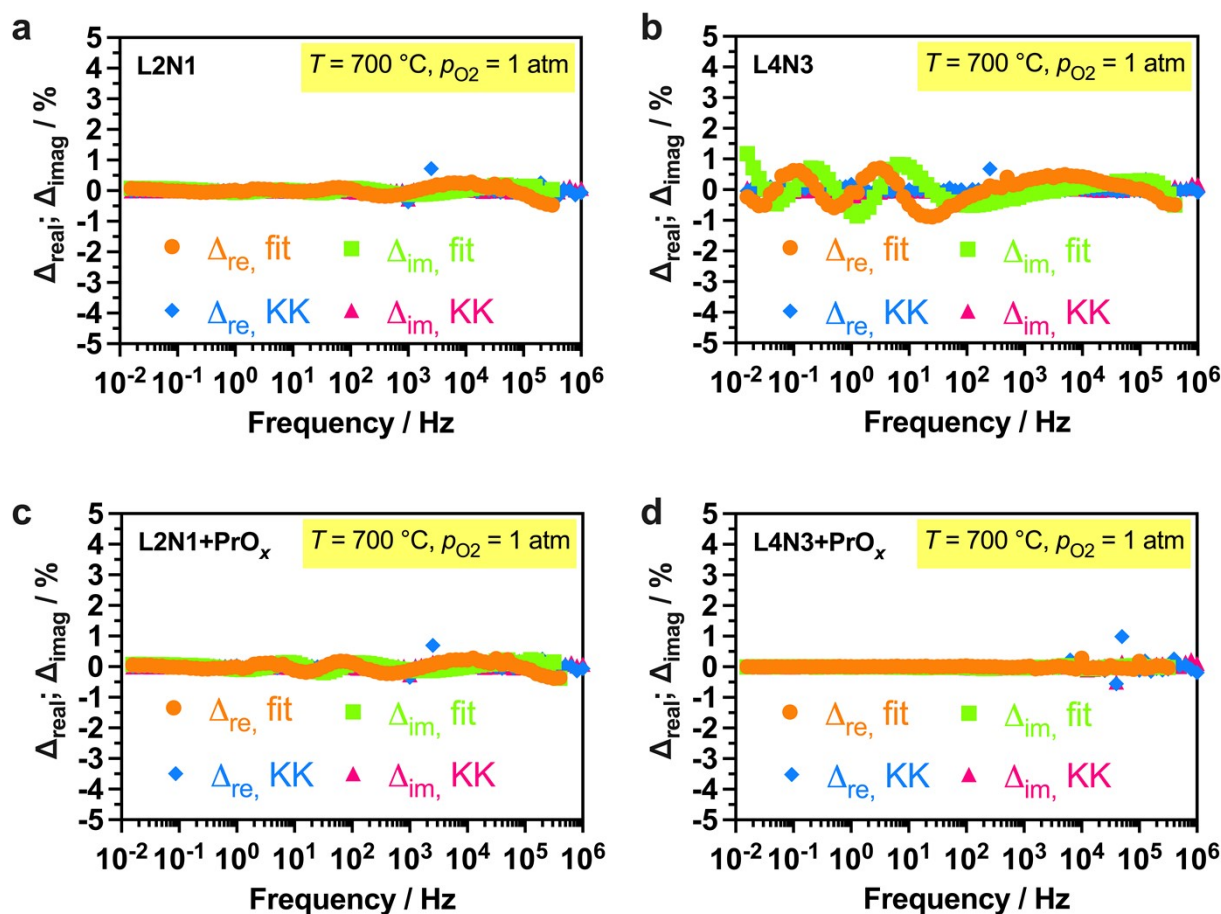 a
L2N1
T = 700 °C, pO2 = 1 atm
Δreal; Δimag / %
5
4
3
2
1
0
-1
-2
-3
-4
-5
Δre, fit
Δim, fit
Δre, KK
Δim, KK
10-2 10-1 100 101 102 103 104 105 106
Frequency / Hz
b
L4N3
T = 700 °C, pO2 = 1 atm
Δreal; Δimag / %
5
4
3
2
1
0
-1
-2
-3
-4
-5
Δre, fit
Δim, fit
Δre, KK
Δim, KK
10-2 10-1 100 101 102 103 104 105 106
Frequency / Hz
c
L2N1+PrOx
T = 700 °C, pO2 = 1 atm
Δreal; Δimag / %
5
4
3
2
1
0
-1
-2
-3
-4
-5
Δre, fit
Δim, fit
Δre, KK
Δim, KK
10-2 10-1 100 101 102 103 104 105 106
Frequency / Hz
d
L4N3+PrOx
T = 700 °C, pO2 = 1 atm
Δreal; Δimag / %
5
4
3
2
1
0
-1
-2
-3
-4
-5
Δre, fit
Δim, fit
Δre, KK
Δim, KK
10-2 10-1 100 101 102 103 104 105 106
Frequency / Hz